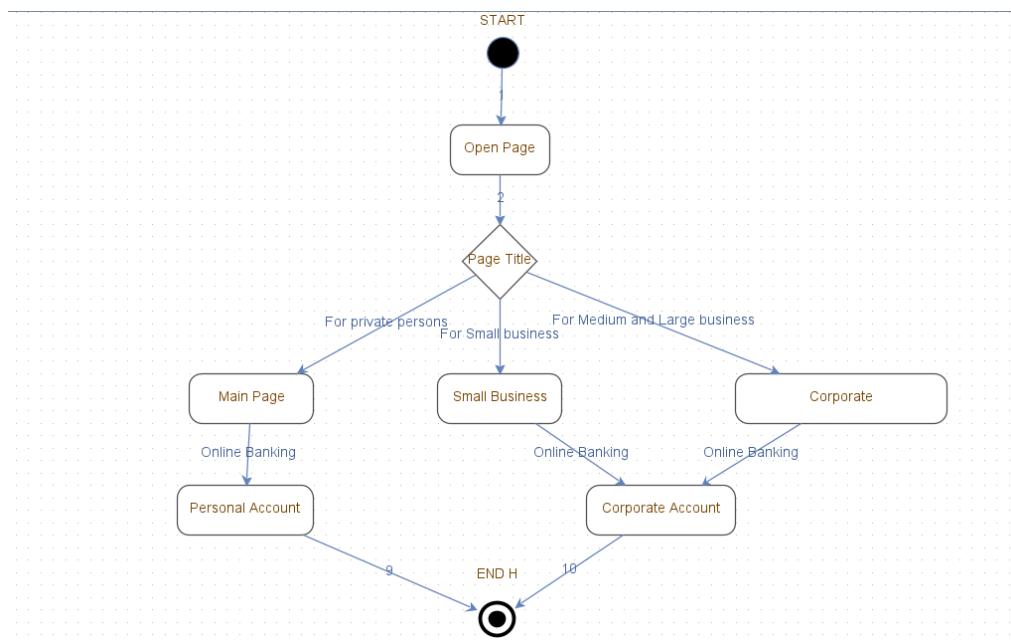 START
1
Open Page
2
Page Title
For private persons
For Small business
For Medium and Large business
Main Page
Small Business
Corporate
Online Banking
Online Banking
Online Banking
Personal Account
Corporate Account
9
10
END H